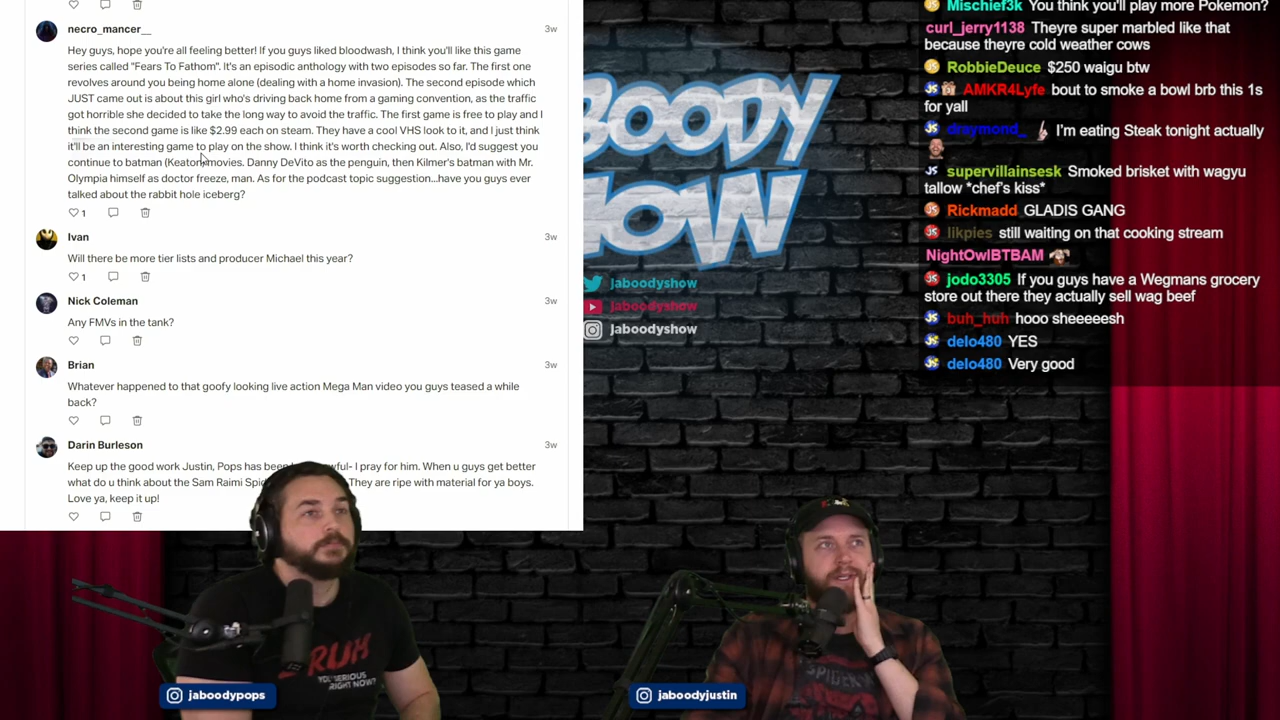 necro_mancer__
3w
Hey guys, hope you're all feeling better! If you guys liked bloodwash, I think you'll like this game
series called "Fears To Fathom". It's an episodic anthology with two episodes so far. The first one
revolves around you being home alone (dealing with a home invasion). The second episode which
JUST came out is about this girl who's driving back home from a gaming convention, as the traffic
got horrible she decided to take the long way to avoid the traffic. The first game is free to play and I
think the second game is like $2.99 each on steam. They have a cool VHS look to it, and I just think
it'll be an interesting game to play on the show. I think it's worth checking out. Also, I'd suggest you
continue to batman (Keaton movies. Danny DeVito as the penguin, then Kilmer's batman with Mr.
Olympia himself as doctor freeze, man. As for the podcast topic suggestion...have you guys ever
talked about the rabbit hole iceberg?
1
Ivan
3w
Will there be more tier lists and producer Michael this year?
1
Nick Coleman
3w
Any FMVs in the tank?
Brian
3w
Whatever happened to that goofy looking live action Mega Man video you guys teased a while
back?
Darin Burleson
3w
Keep up the good work Justin, Pops has been
I pray for him. When u guys get better
what do u think about the Sam Raimi
They are ripe with material for ya boys.
Love ya, keep it up!
BOODY
HOW
jaboodyshow
jaboodyshow
jaboodyshow
Mischief3k You think you'll play more Pokemon?
curl_jerry1138 Theyre super marbled like that
because theyre cold weather cows
RobbieDeuce $250 waigu btw
AMKR4Lyfe bout to smoke a bowl brb this 1s
for yall
draymond_ I'm eating Steak tonight actually
supervillainsesk Smoked brisket with wagyu
tallow *chef's kiss*
Rickmadd GLADIS GANG
likpies still waiting on that cooking stream
NightOwlBTBAM
jodo3305 If you guys have a Wegmans grocery
store out there they actually sell wag beef
buh_huh hooo sheeeeesh
delo480 YES
delo480 Very good
BRUH
YOU SERIOUS
RIGHT NOW?
SPIDER
jaboodypops
jaboodyjustin